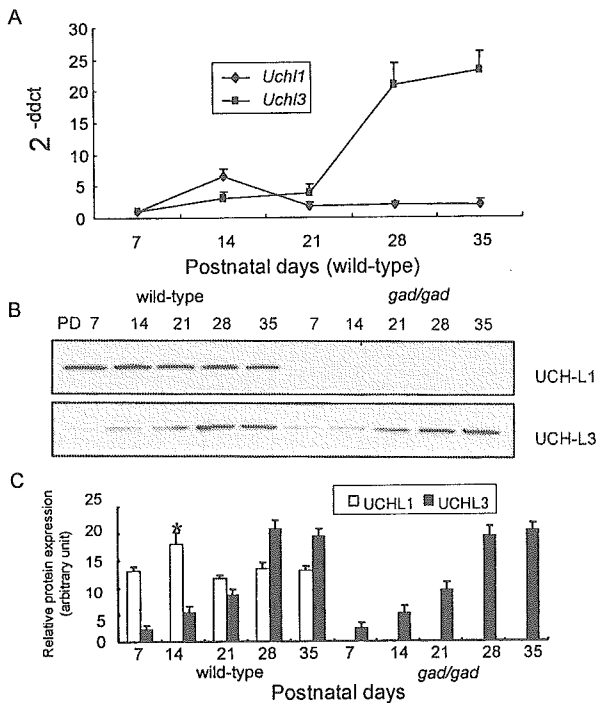 A
30
25
20
15
10
5
0
2 -ddct
Uchl1
Uchl3
7 14 21 28 35
Postnatal days (wild-type)
B
wild-type gad/gad
PD 7 14 21 28 35 7 14 21 28 35
UCH-L1
UCH-L3
C
Relative protein expression
(arbitrary unit)
25
20
15
10
5
0
UCHL1 UCHL3
*
7 14 21 28 35 7 14 21 28 35
wild-type gad/gad
Postnatal days